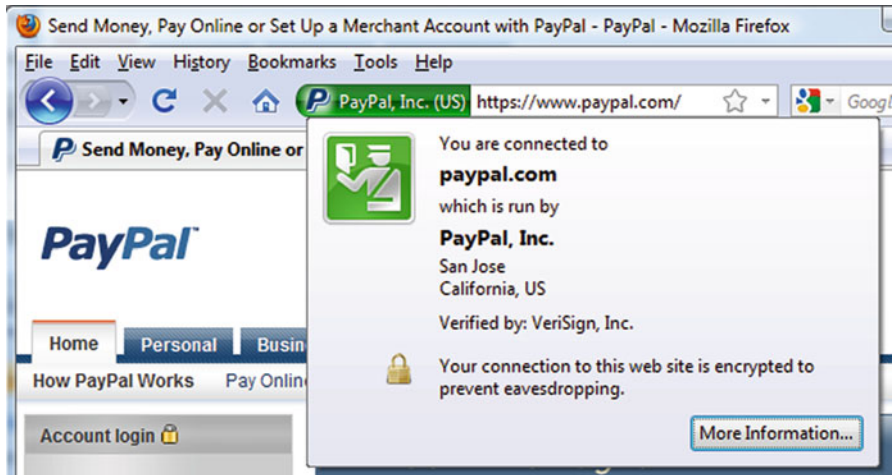 Send Money, Pay Online or Set Up a Merchant Account with PayPal - PayPal - Mozilla Firefox
File Edit View History Bookmarks Tools Help
PayPal, Inc. (US) https://www.paypal.com/
Send Money, Pay Online or
You are connected to
paypal.com
which is run by
PayPal, Inc.
San Jose
California, US
Verified by: VeriSign, Inc.
Your connection to this web site is encrypted to
prevent eavesdropping.
More Information...
PayPal
Home Personal
How PayPal Works
Account login